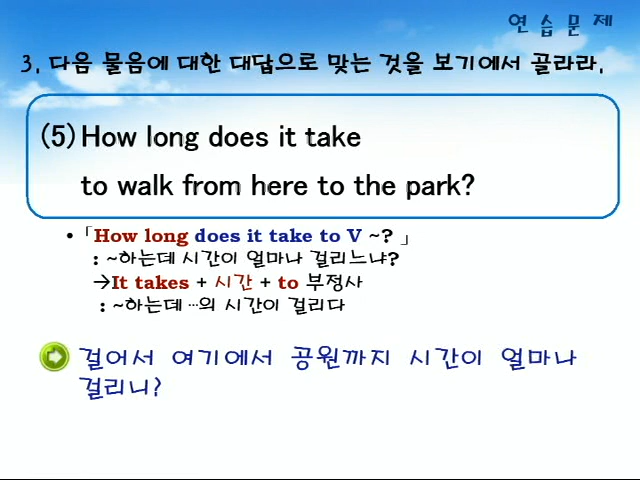 연 습 문 제
3. 다음 물음에 대한 대답으로 맞는 것을 보기에서 골라라.
(5) How long does it take
to walk from here to the park?
• 「How long does it take to V ~? 」
: ~하는데 시간이 얼마나 걸리느냐?
→It takes + 시간 + to 부정사
: ~하는데 …의 시간이 걸리다
걸어서 여기에서 공원까지 시간이 얼마나
걸리니?